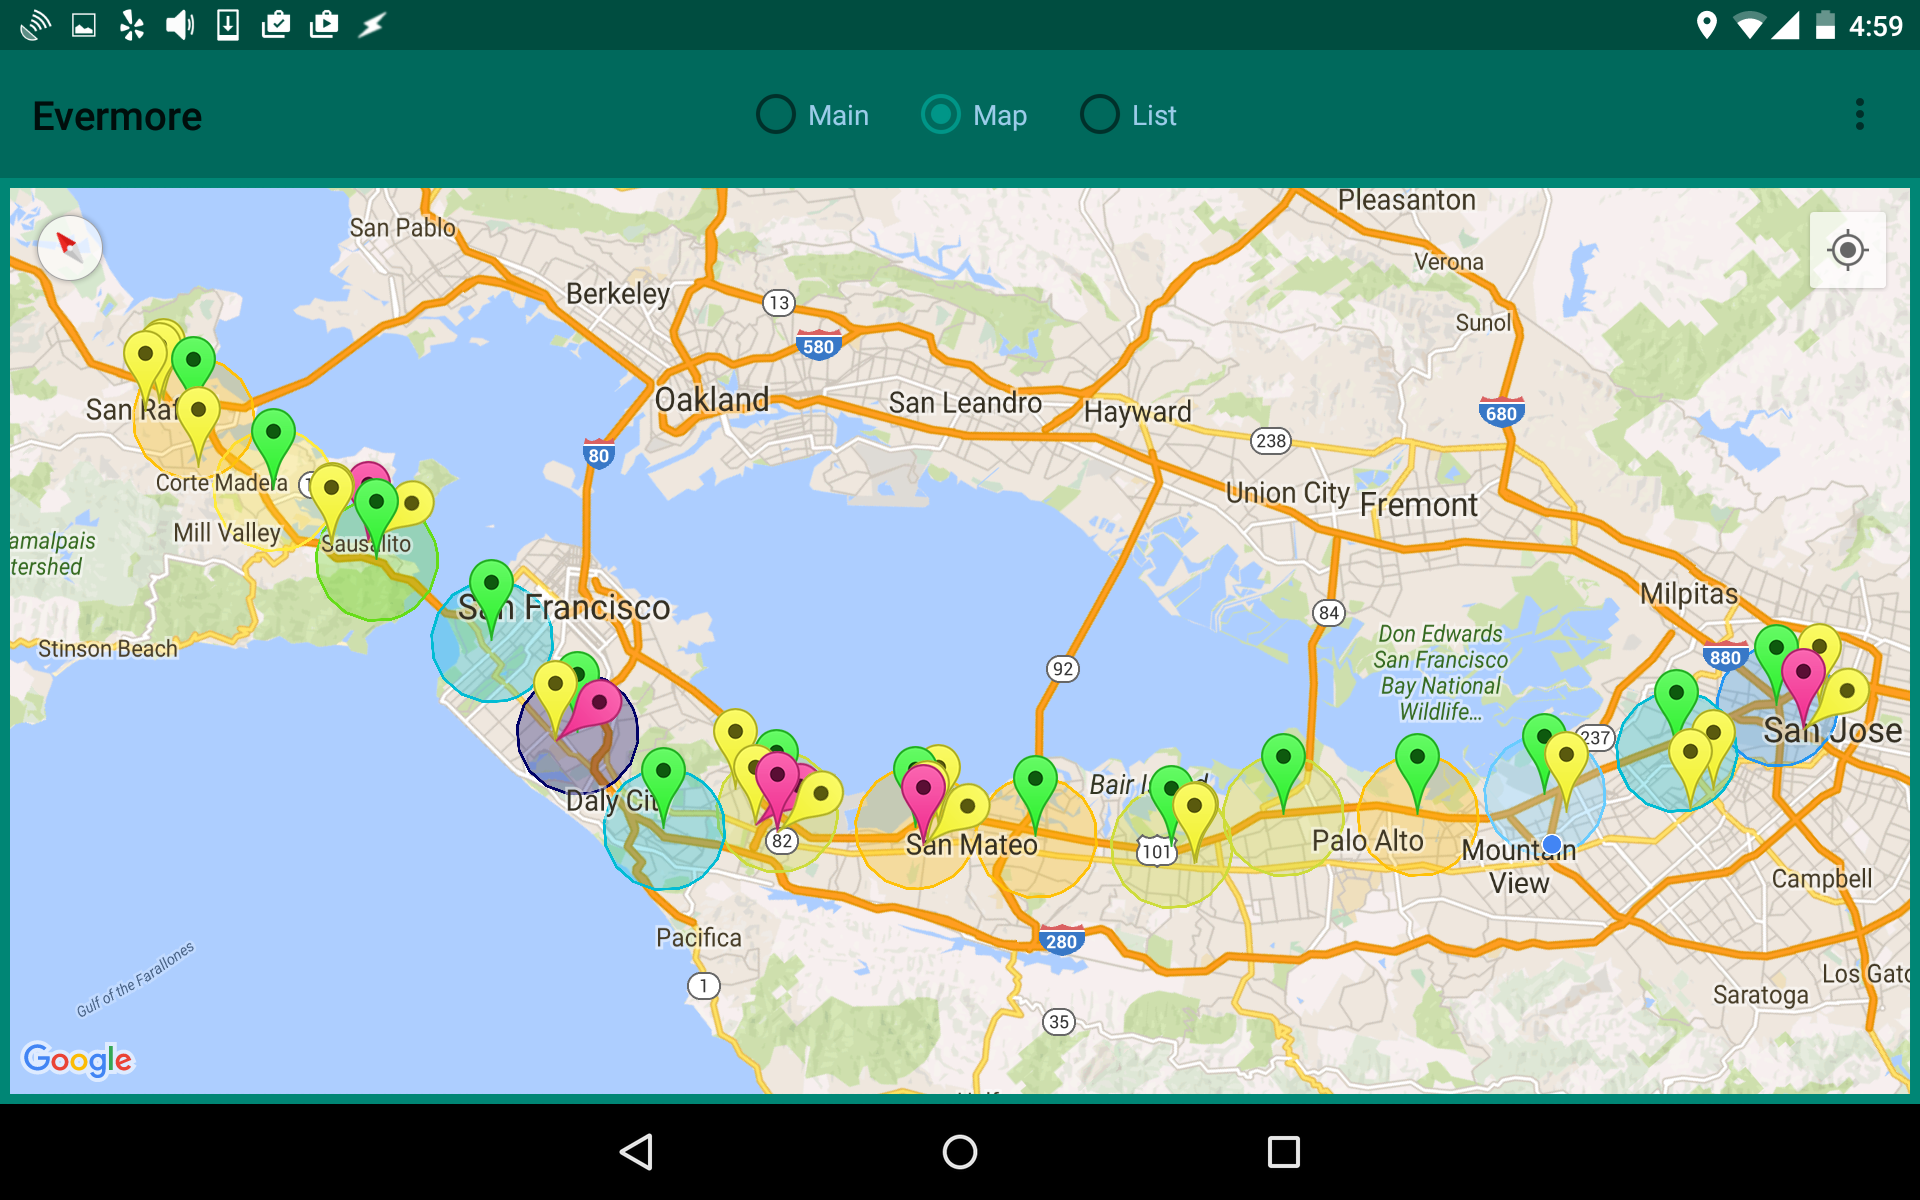 4:59
Evermore
Main
Map
List
Pleasanton
San Pablo
Verona
Berkeley
13
Sunol
580
Oakland
San Leandro
Hayward
San Raf
680
238
80
Corte Madera
Union City
Fremont
Mill Valley
Sausalito
amalpais
tershed
Milpitas
San Francisco
84
Stinson Beach
Don Edwards
San Francisco
Bay National
Wildlife...
880
92
San Jose
237
Bair Is d
Daly Cit
82
San Mateo
101
Palo Alto
Mountain
View
Campbell
Pacifica
280
Gulf of the Farallones
1
Los Gato
Saratoga
35
Google